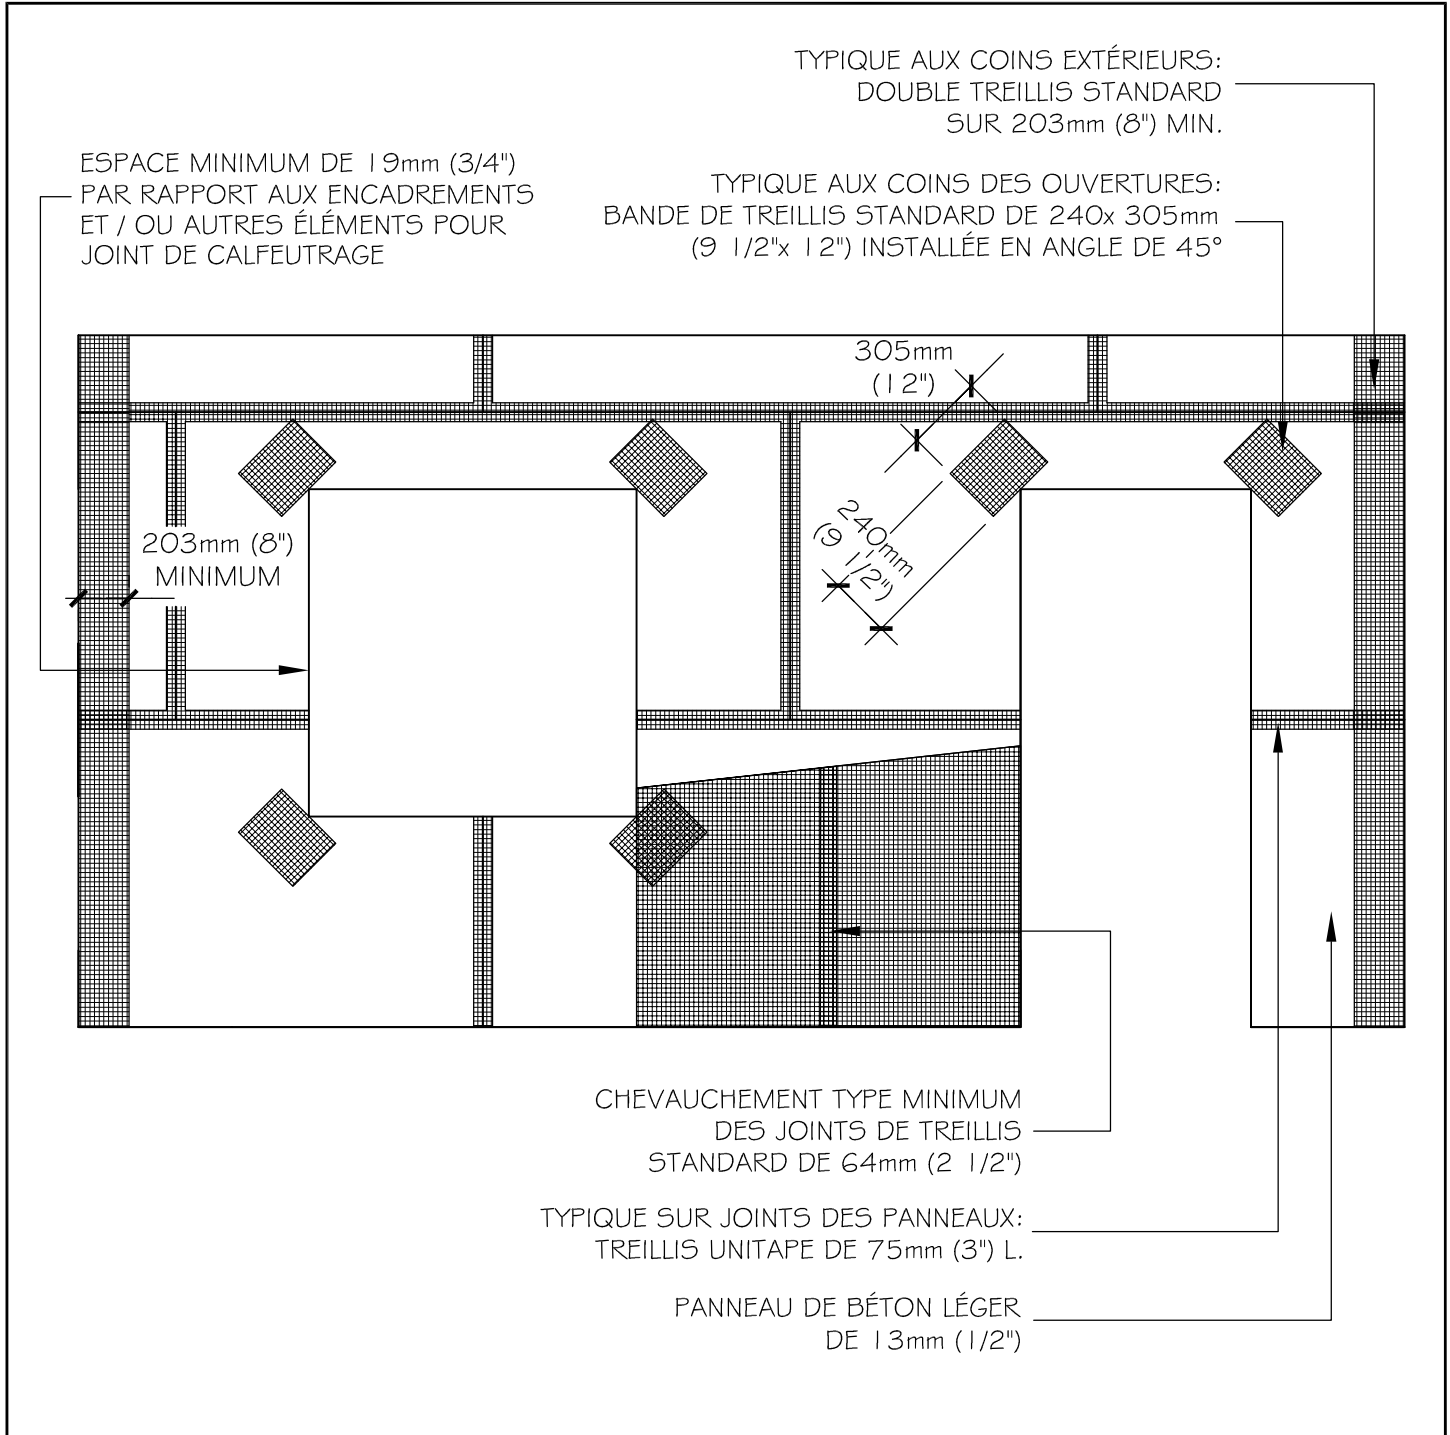 TYPIQUE AUX COINS EXTÉRIEURS:
DOUBLE TREILLIS STANDARD
SUR 203mm (8") MIN.
ESPACE MINIMUM DE 19mm (3/4")
PAR RAPPORT AUX ENCADREMENTS
ET / OU AUTRES ÉLÉMENTS POUR
JOINT DE CALFEUTRAGE
TYPIQUE AUX COINS DES OUVERTURES:
BANDE DE TREILLIS STANDARD DE 240x 305mm
(9 1/2"x 12") INSTALLÉE EN ANGLE DE 45°
305mm
(12")
240mm
(9 1/2")
203mm (8")
MINIMUM
CHEVAUCHEMENT TYPE MINIMUM
DES JOINTS DE TREILLIS
STANDARD DE 64mm (2 1/2")
TYPIQUE SUR JOINTS DES PANNEAUX:
TREILLIS UNITAPE DE 75mm (3") L.
PANNEAU DE BÉTON LÉGER
DE 13mm (1/2")